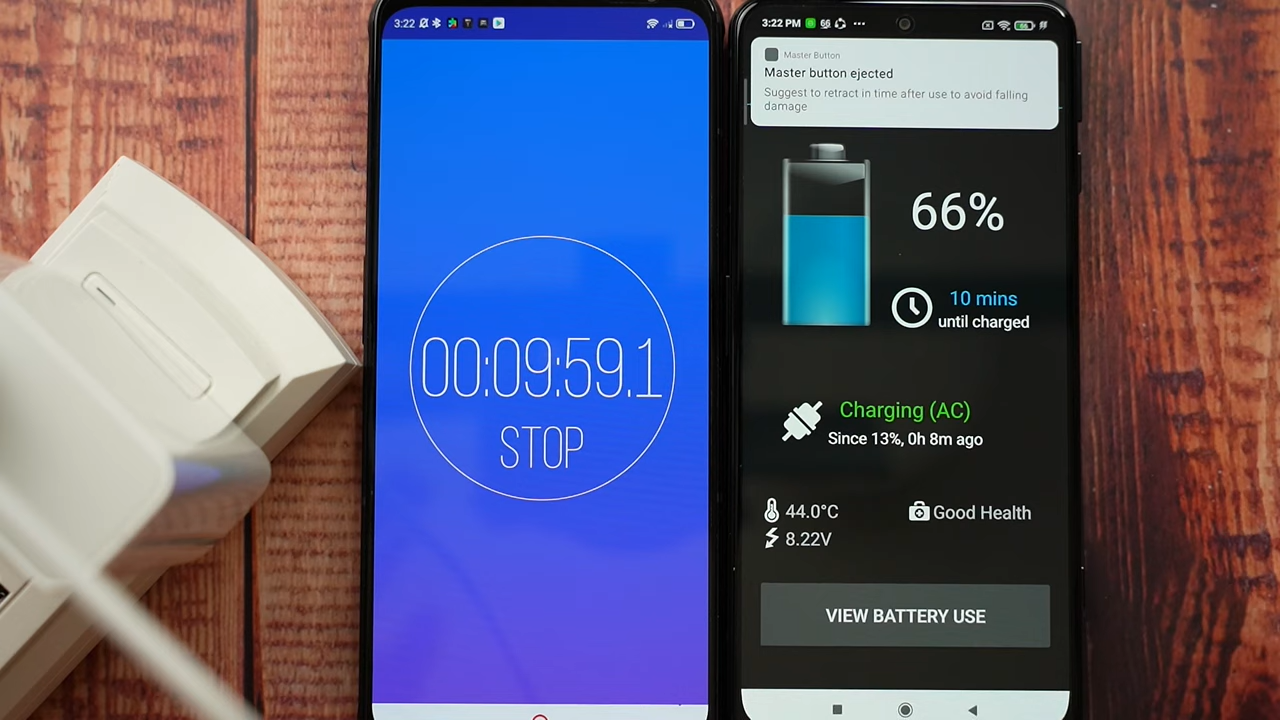 3:22
00:09:59.1
STOP
3:22 PM 66 66
Master Button
Master button ejected
Suggest to retract in time after use to avoid falling
damage
66%
10 mins
until charged
Charging (AC)
Since 13%, 0h 8m ago
44.0°C
Good Health
8.22V
VIEW BATTERY USE